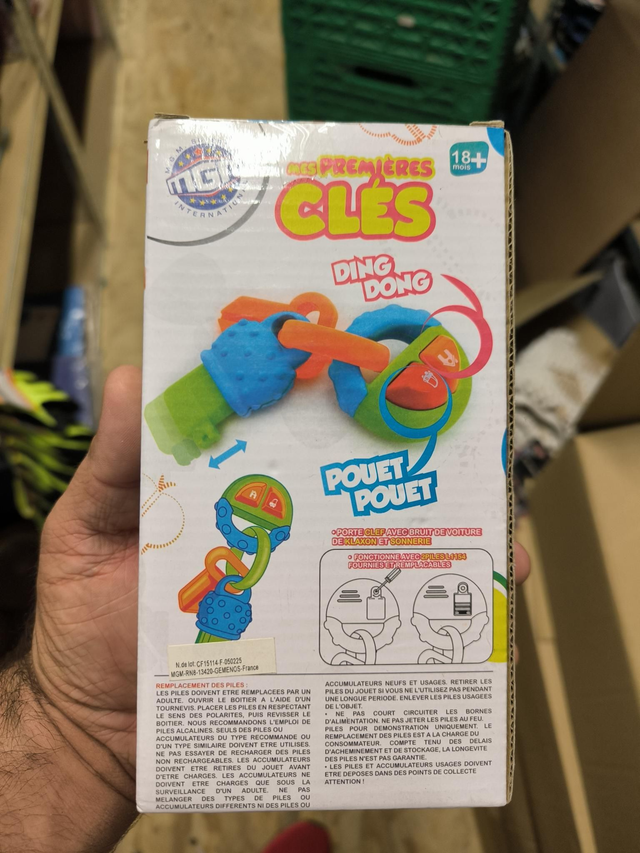 MGM
INTERNATIONAL
MES PREMIÈRES
CLÉS
18+
mois
DING
DONG
POUET
POUET
• PORTE CLEF AVEC BRUIT DE VOITURE
DE KLAXON ET SONNERIE
• FONCTIONNE AVEC 2PILES L1154
FOURNIES ET REMPLACABLES
N.de lot: CF15114-F-050225
MGM-RN8-13420-GEMENOS-France
REMPLACEMENT DES PILES :
LES PILES DOIVENT ETRE REMPLACEES PAR UN
ADULTE. OUVRIR LE BOITIER A L'AIDE D'UN
TOURNEVIS. PLACER LES PILES EN RESPECTANT
LE SENS DES POLARITES, PUIS REVISSER LE
BOITIER. NOUS RECOMMANDONS L'EMPLOI DE
PILES ALCALINES. SEULS DES PILES OU
ACCUMULATEURS DU TYPE RECOMMANDE OU
D'UN TYPE SIMILAIRE DOIVENT ETRE UTILISES.
NE PAS ESSAYER DE RECHARGER DES PILES
NON RECHARGEABLES. LES ACCUMULATEURS
DOIVENT ETRE RETIRES DU JOUET AVANT
D'ETRE CHARGES. LES ACCUMULATEURS NE
DOIVENT ETRE CHARGES QUE SOUS LA
SURVEILLANCE D'UN ADULTE. NE PAS
MELANGER DES TYPES DE PILES OU
ACCUMULATEURS DIFFERENTS NI DES PILES OU
ACCUMULATEURS NEUFS ET USAGES. RETIRER LES
PILES DU JOUET SI VOUS NE L'UTILISEZ PAS PENDANT
UNE LONGUE PERIODE. ENLEVER LES PILES USAGEES
DE L'OBJET.
• NE PAS COURT CIRCUITER LES BORNES
D'ALIMENTATION. NE PAS JETER LES PILES AU FEU.
PILES POUR DEMONSTRATION UNIQUEMENT. LE
REMPLACEMENT DES PILES EST A LA CHARGE DU
CONSOMMATEUR. COMPTE TENU DES DELAIS
D'ACHEMINEMENT ET DE STOCKAGE, LA LONGEVITE
DES PILES N'EST PAS GARANTIE.
• LES PILES ET ACCUMULATEURS USAGES DOIVENT
ETRE DEPOSES DANS DES POINTS DE COLLECTE
ATTENTION !